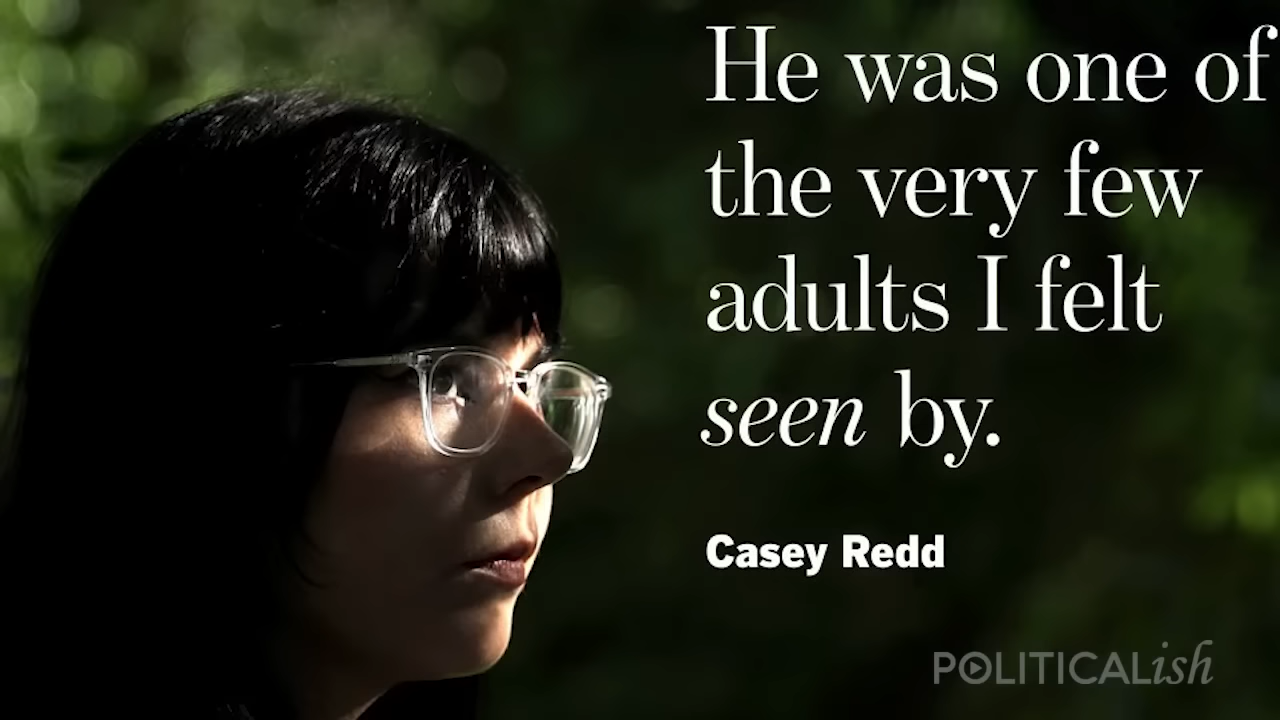 He was one of
the very few
adults I felt
seen by.
Casey Redd
POLITICALish